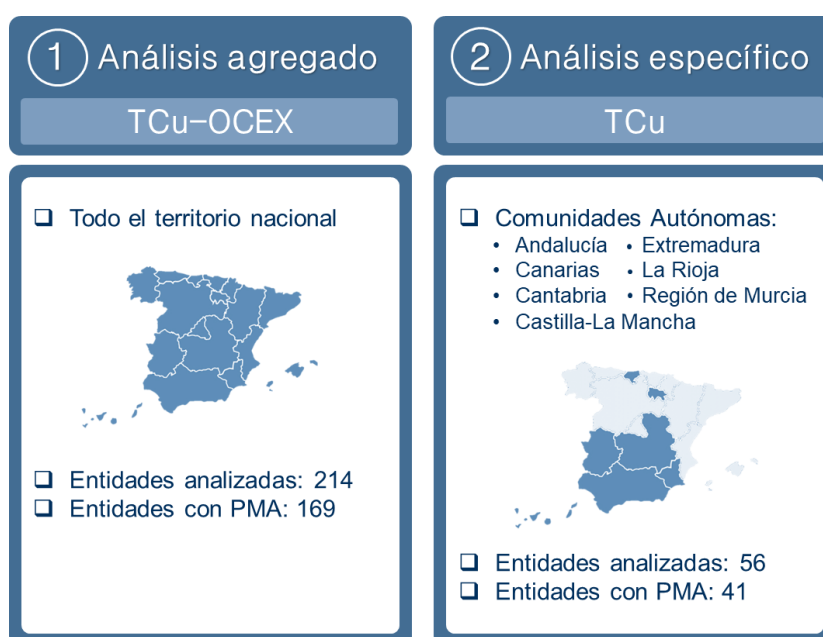 1 Análisis agregado
TCu-OCEX
Todo el territorio nacional
Entidades analizadas: 214
Entidades con PMA: 169
2 Análisis específico
TCu
Comunidades Autónomas:
• Andalucía • Extremadura
• Canarias • La Rioja
• Cantabria • Región de Murcia
• Castilla-La Mancha
Entidades analizadas: 56
Entidades con PMA: 41